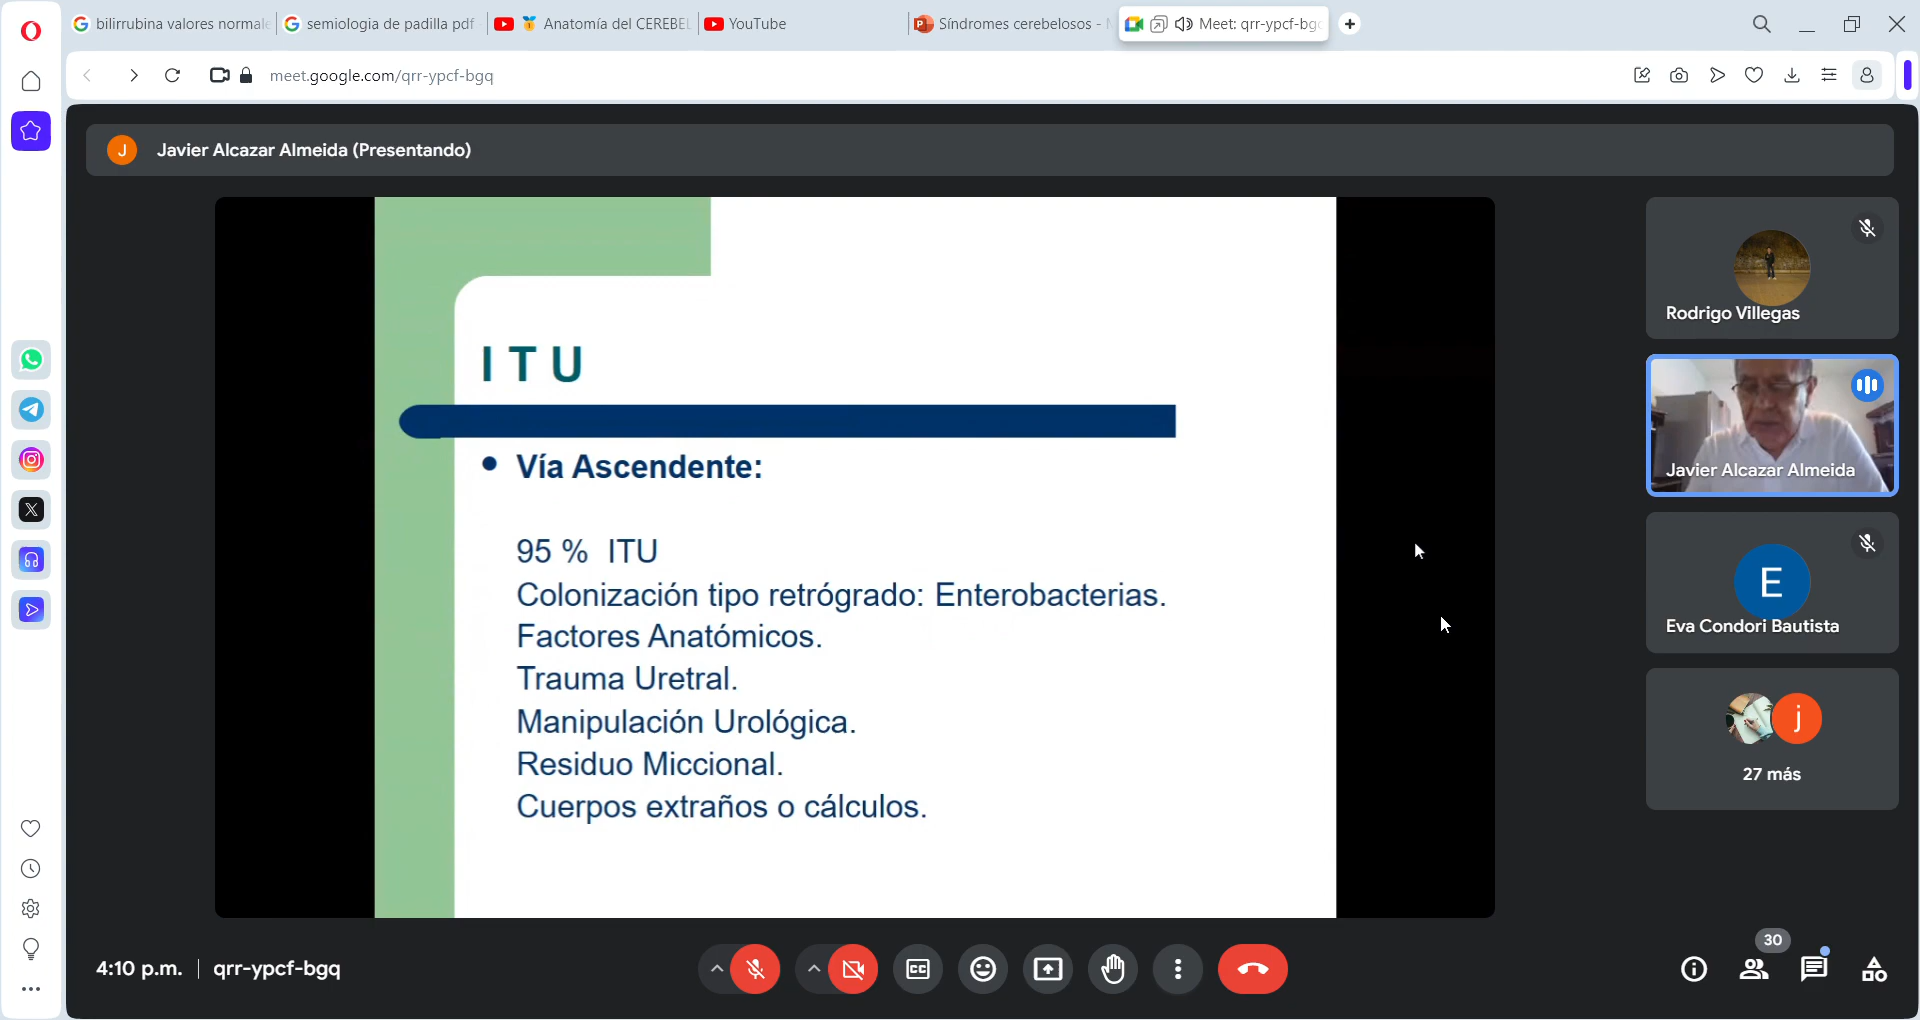 bilirrubina valores normale
semiologia de padilla pdf
Anatomía del CEREBEL
YouTube
Síndromes cerebelosos -
Meet: qrr-ypcf-bgq
meet.google.com/qrr-ypcf-bgq
J
Javier Alcazar Almeida (Presentando)
I T U
• Vía Ascendente:
95 % ITU
Colonización tipo retrógrado: Enterobacterias.
Factores Anatómicos.
Trauma Uretral.
Manipulación Urológica.
Residuo Miccional.
Cuerpos extraños o cálculos.
Rodrigo Villegas
Javier Alcazar Almeida
E
Eva Condori Bautista
j
27 más
4:10 p.m. | qrr-ypcf-bgq
CC
30